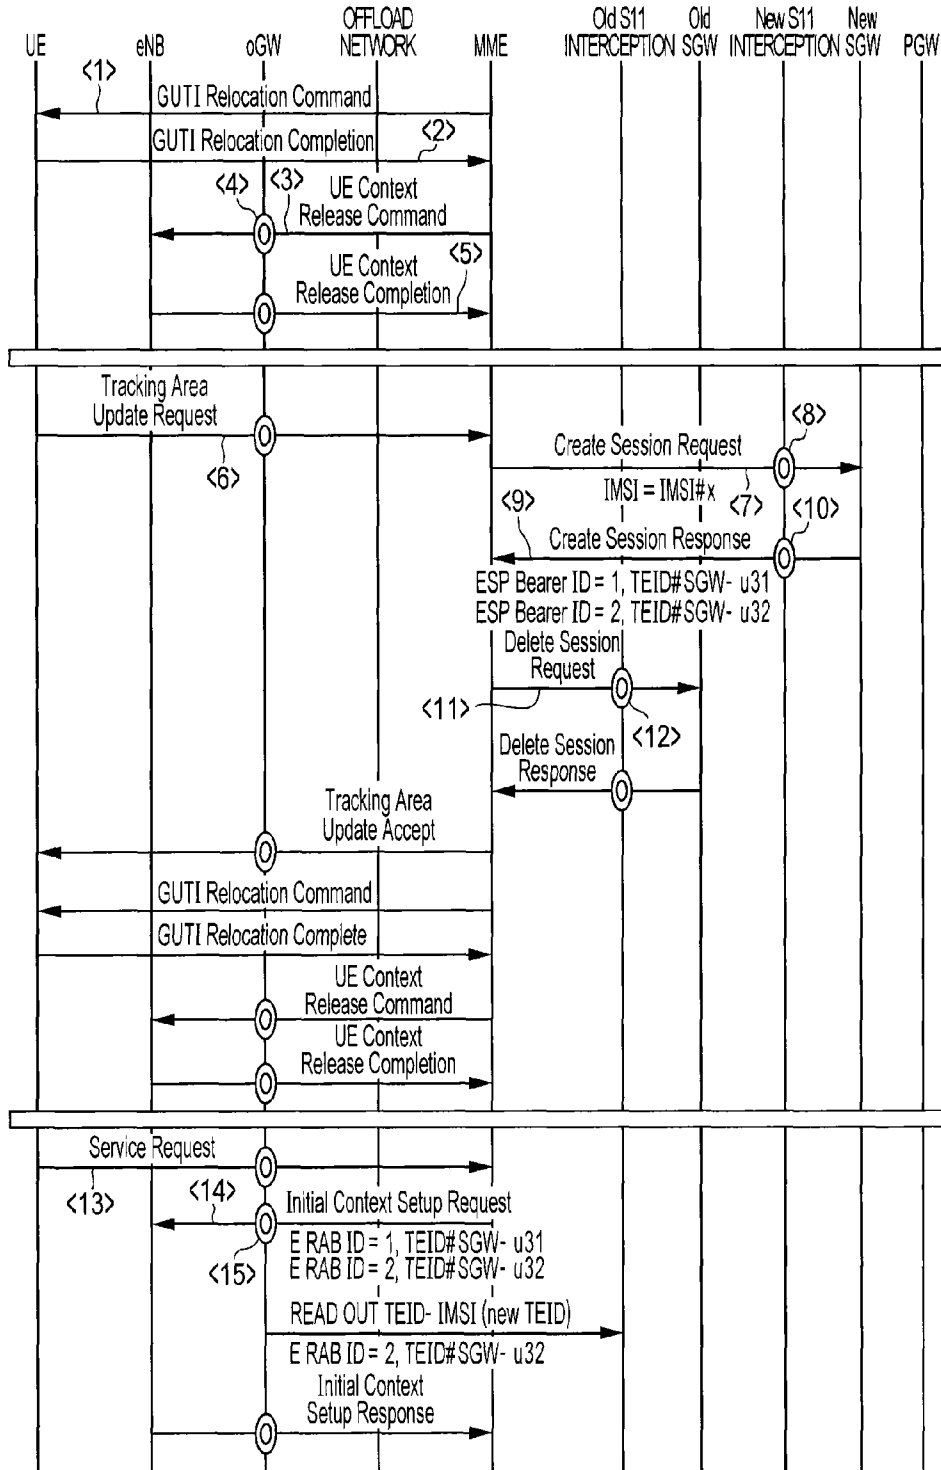 UE
eNB
oGW
OFFLOAD
NETWORK
MME
Old S11
INTERCEPTION
Old
SGW
New S11
INTERCEPTION
New
SGW
PGW
<1>
GUTI Relocation Command
GUTI Relocation Completion
<2>
<4>
<3>
UE Context
Release Command
UE Context
Release Completion
<5>
Tracking Area
Update Request
<6>
<8>
Create Session Request
IMSI = IMSI#x
<7>
<9>
<10>
Create Session Response
ESP Bearer ID = 1, TEID#SGW- u31
ESP Bearer ID = 2, TEID#SGW- u32
Delete Session
Request
<11>
<12>
Delete Session
Response
Tracking Area
Update Accept
GUTI Relocation Command
GUTI Relocation Complete
UE Context
Release Command
UE Context
Release Completion
Service Request
<13>
<14>
Initial Context Setup Request
<15>
E RAB ID = 1, TEID#SGW- u31
E RAB ID = 2, TEID#SGW- u32
READ OUT TEID- IMSI (new TEID)
E RAB ID = 2, TEID#SGW- u32
Initial Context
Setup Response